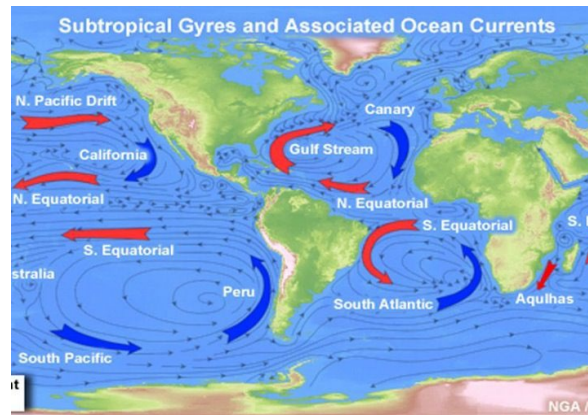 Subtropical Gyres and Associated Ocean Currents
N. Pacific Drift
Canary
California
Gulf Stream
N. Equatorial
N. Equatorial
S. Equatorial
S. Equatorial
S.
stralia
Peru
South Atlantic
Aqulhas
South Pacific
nt
NGA